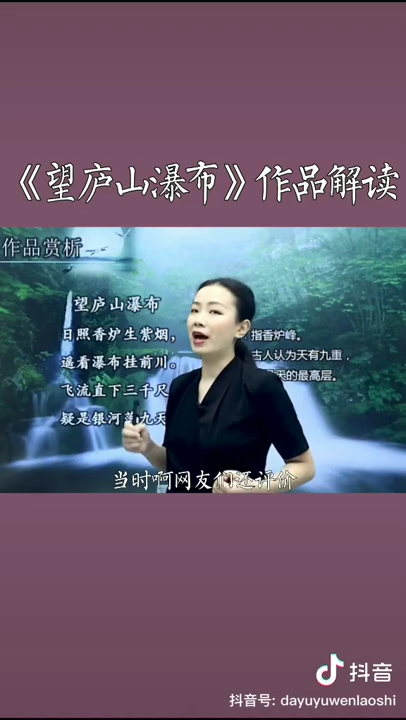 《望庐山瀑布》作品解读
作品赏析
望庐山瀑布
日照香炉生紫烟，
指香炉峰。
遥看瀑布挂前川。
古人认为天有九重，
飞流直下三千尺
天的最高层。
疑是银河落九天
当时啊网友们还评价
抖音
抖音号: dayuyuwenlaoshi